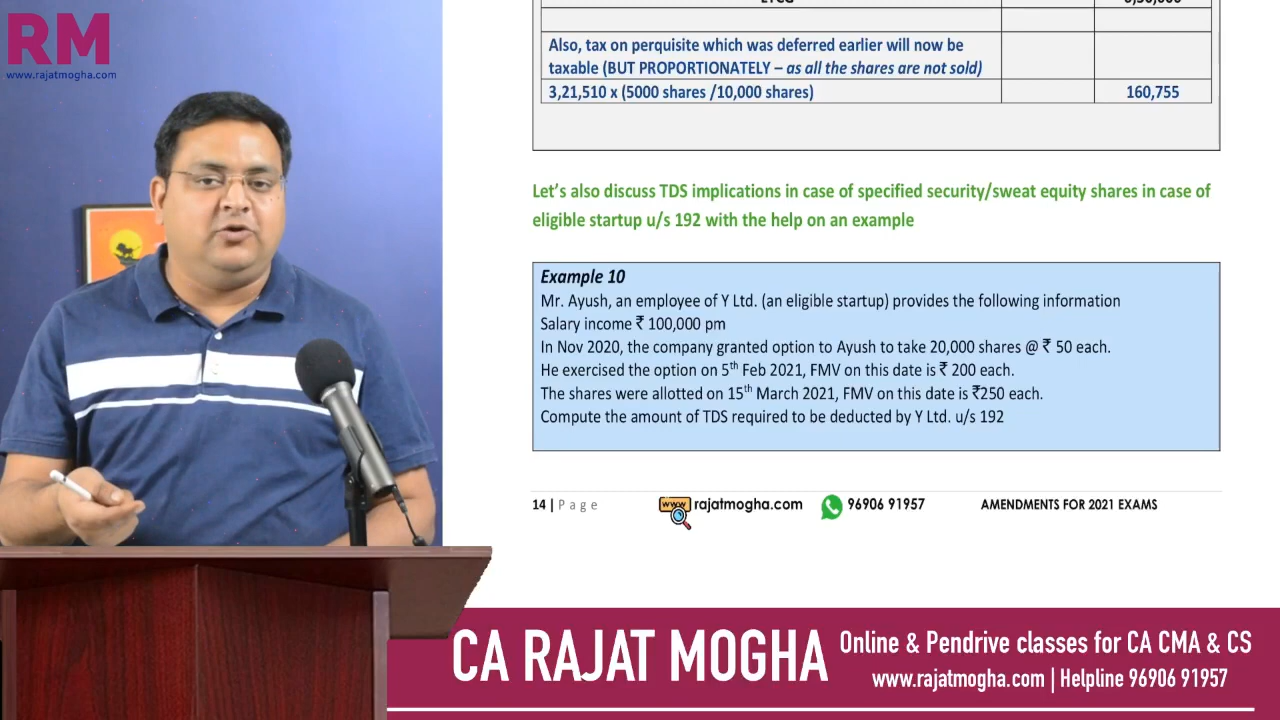 RM
www.rajatmogha.com
LTCG
Also, tax on perquisite which was deferred earlier will now be
taxable (BUT PROPORTIONATELY – as all the shares are not sold)
3,21,510 x (5000 shares /10,000 shares) 160,755
Let’s also discuss TDS implications in case of specified security/sweat equity shares in case of
eligible startup u/s 192 with the help on an example
Example 10
Mr. Ayush, an employee of Y Ltd. (an eligible startup) provides the following information
Salary income ₹ 100,000 pm
In Nov 2020, the company granted option to Ayush to take 20,000 shares @ ₹ 50 each.
He exercised the option on 5th Feb 2021, FMV on this date is ₹ 200 each.
The shares were allotted on 15th March 2021, FMV on this date is ₹250 each.
Compute the amount of TDS required to be deducted by Y Ltd. u/s 192
14 | Page www rajatmogha.com 96906 91957 AMENDMENTS FOR 2021 EXAMS
CA RAJAT MOGHA
Online & Pendrive classes for CA CMA & CS
www.rajatmogha.com | Helpline 96906 91957